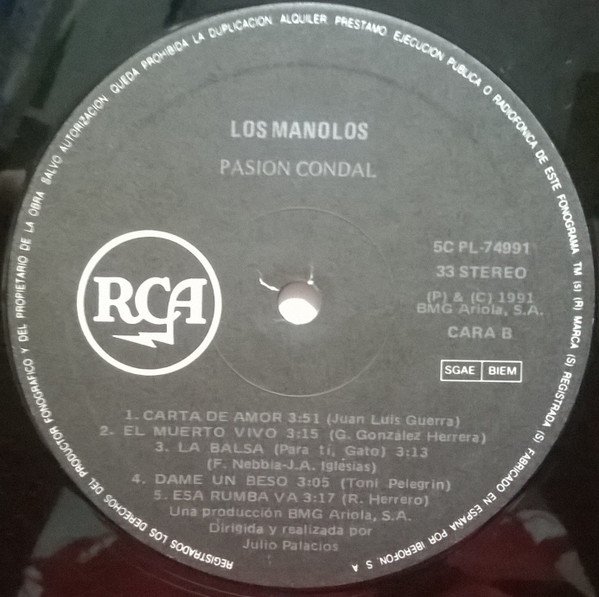 REGISTRADOS LOS DERECHOS DEL PRODUCTOR FONOGRAFICO Y DEL PROPIETARIO DE LA OBRA. SALVO AUTORIZACION, QUEDA PROHIBIDA LA DUPLICACION, ALQUILER, PRESTAMO, EJECUCION PUBLICA O RADIOFONICA DE ESTE FONOGRAMA TM (S) (R) MARCA (S) REGISTRADA (S) FABRICADO EN ESPAÑA POR IBEROFON, S. A
LOS MANOLOS
PASION CONDAL
RCA
5C PL-74991
33 STEREO
(P) & (C) 1991
BMG Ariola, S.A.
CARA B
SGAE BIEM
1. CARTA DE AMOR 3:51 (Juan Luis Guerra)
2- EL MUERTO VIVO 3:15 (G. González Herrera)
3. LA BALSA (Para tí, Gato) 3:13
(F. Nebbia-J.A. Iglesias)
4. DAME UN BESO 3:05 (Toni Pelegrin)
5. ESA RUMBA VA 3:17 (R. Herrero)
Una producción BMG Ariola, S.A.
Dirigida y realizada por
Julio Palacios